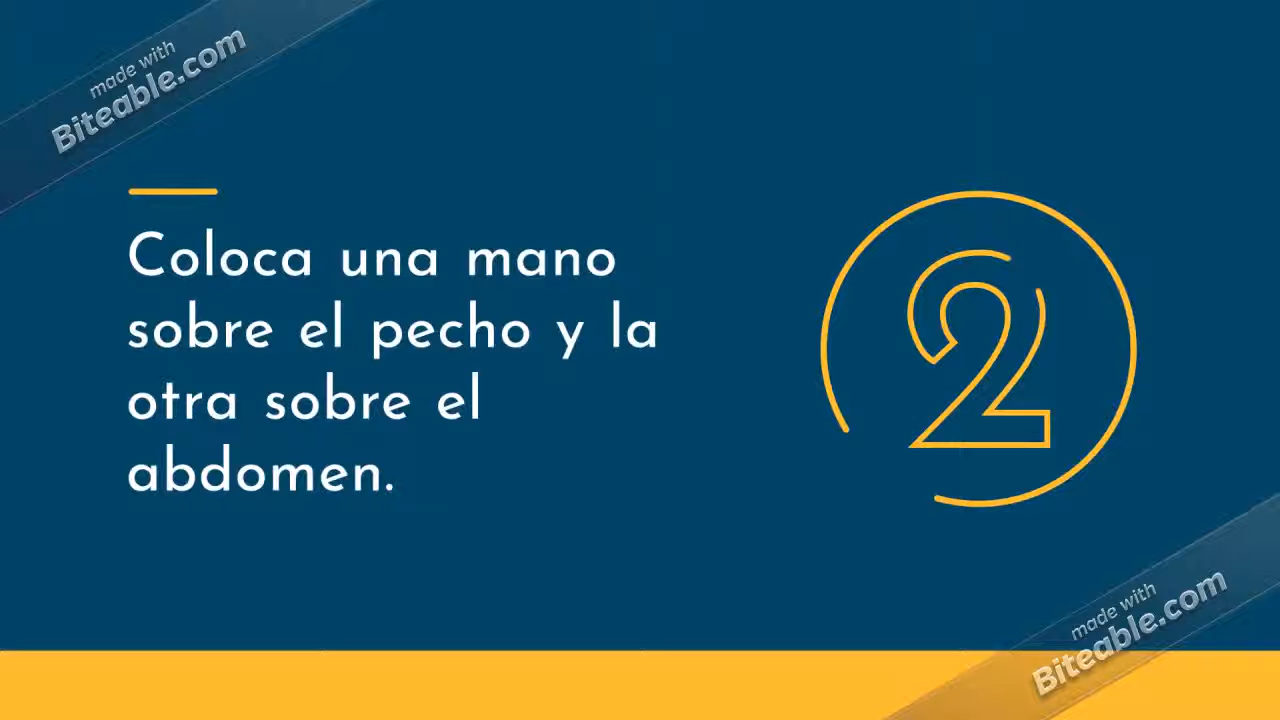 made with
Biteable.com
Coloca una mano
sobre el pecho y la
otra sobre el
abdomen.
2
made with
Biteable.com